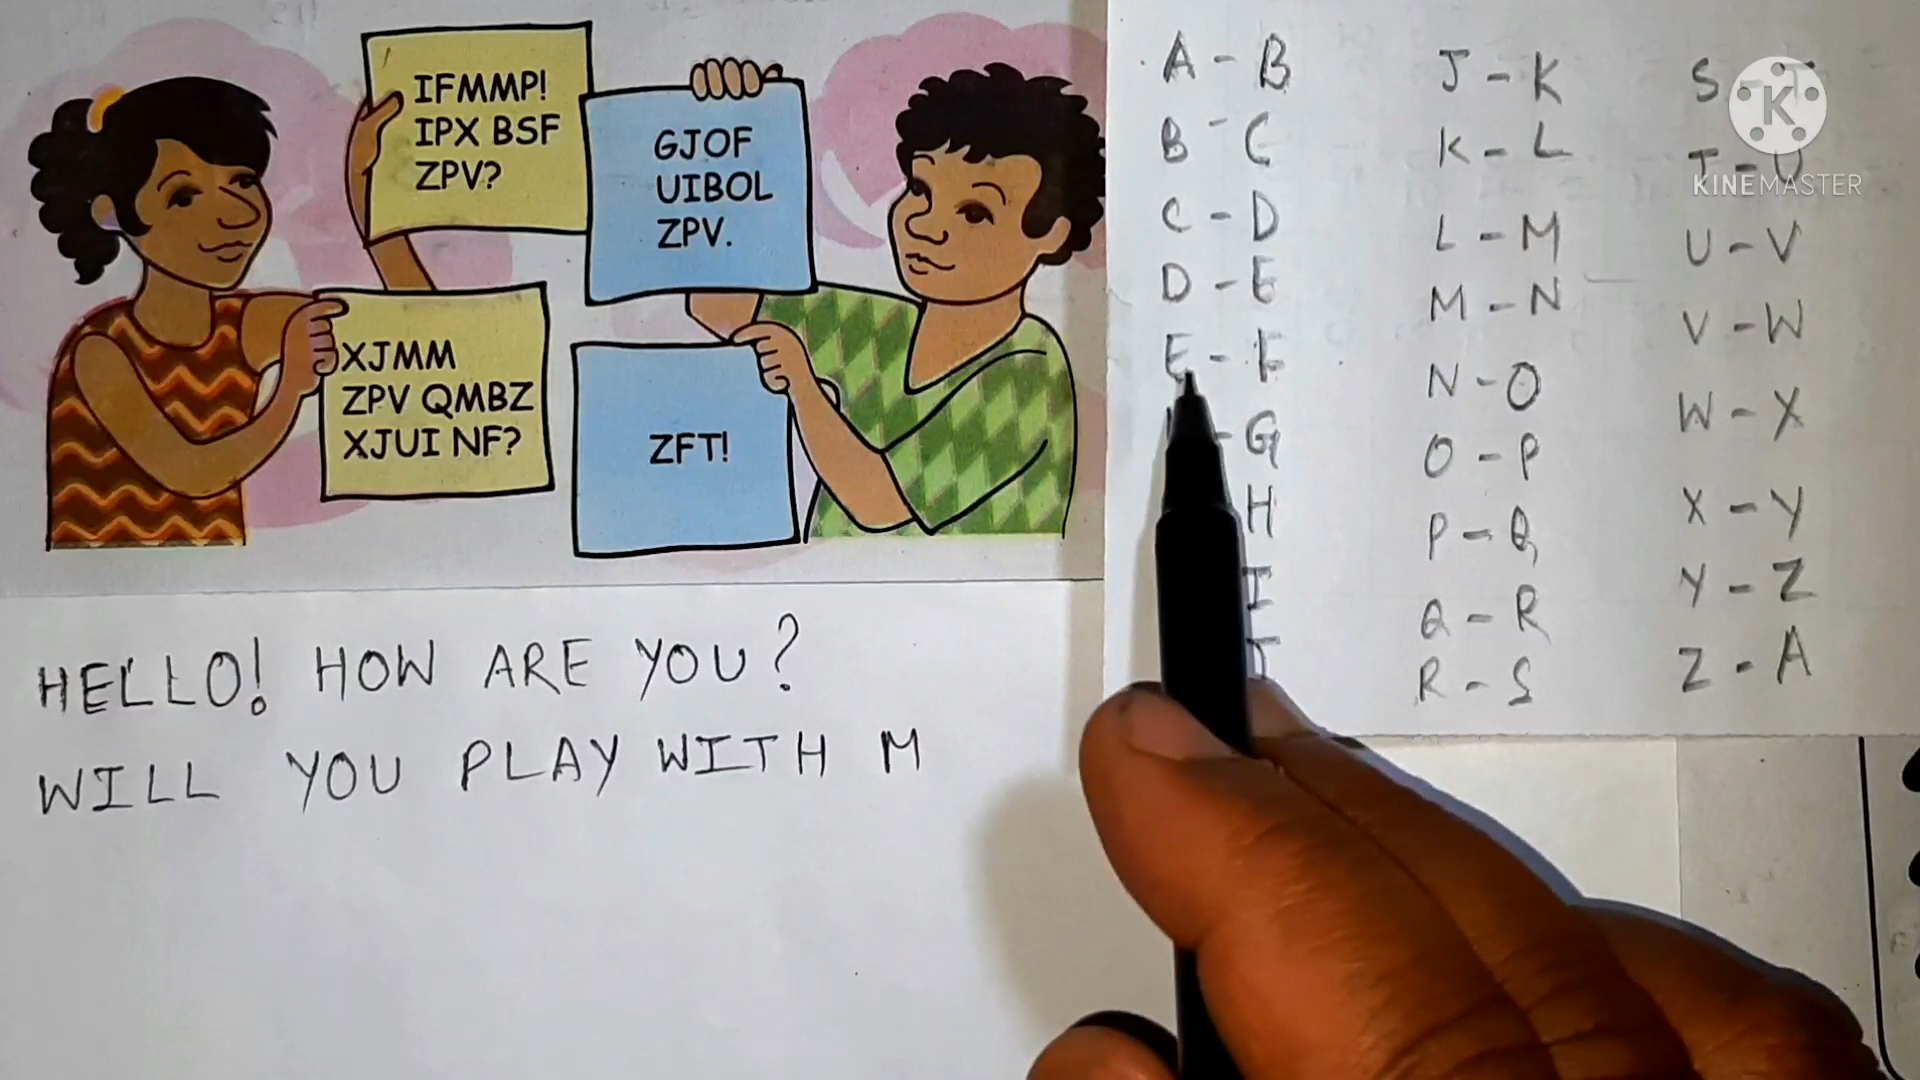 IFMMP!
IPX BSF
ZPV?
GJOF
UIBOL
ZPV.
XJMM
ZPV QMBZ
XJUI NF?
ZFT!
HELLO! HOW ARE YOU?
WILL YOU PLAY WITH M
A - B
B - C
C - D
D - E
E - F
- G
H
I
J
J - K
K - L
L - M
M - N
N - O
O - P
P - Q
Q - R
R - S
S - T
T - U
U - V
V - W
W - X
X - Y
Y - Z
Z - A
K
KINEMASTER